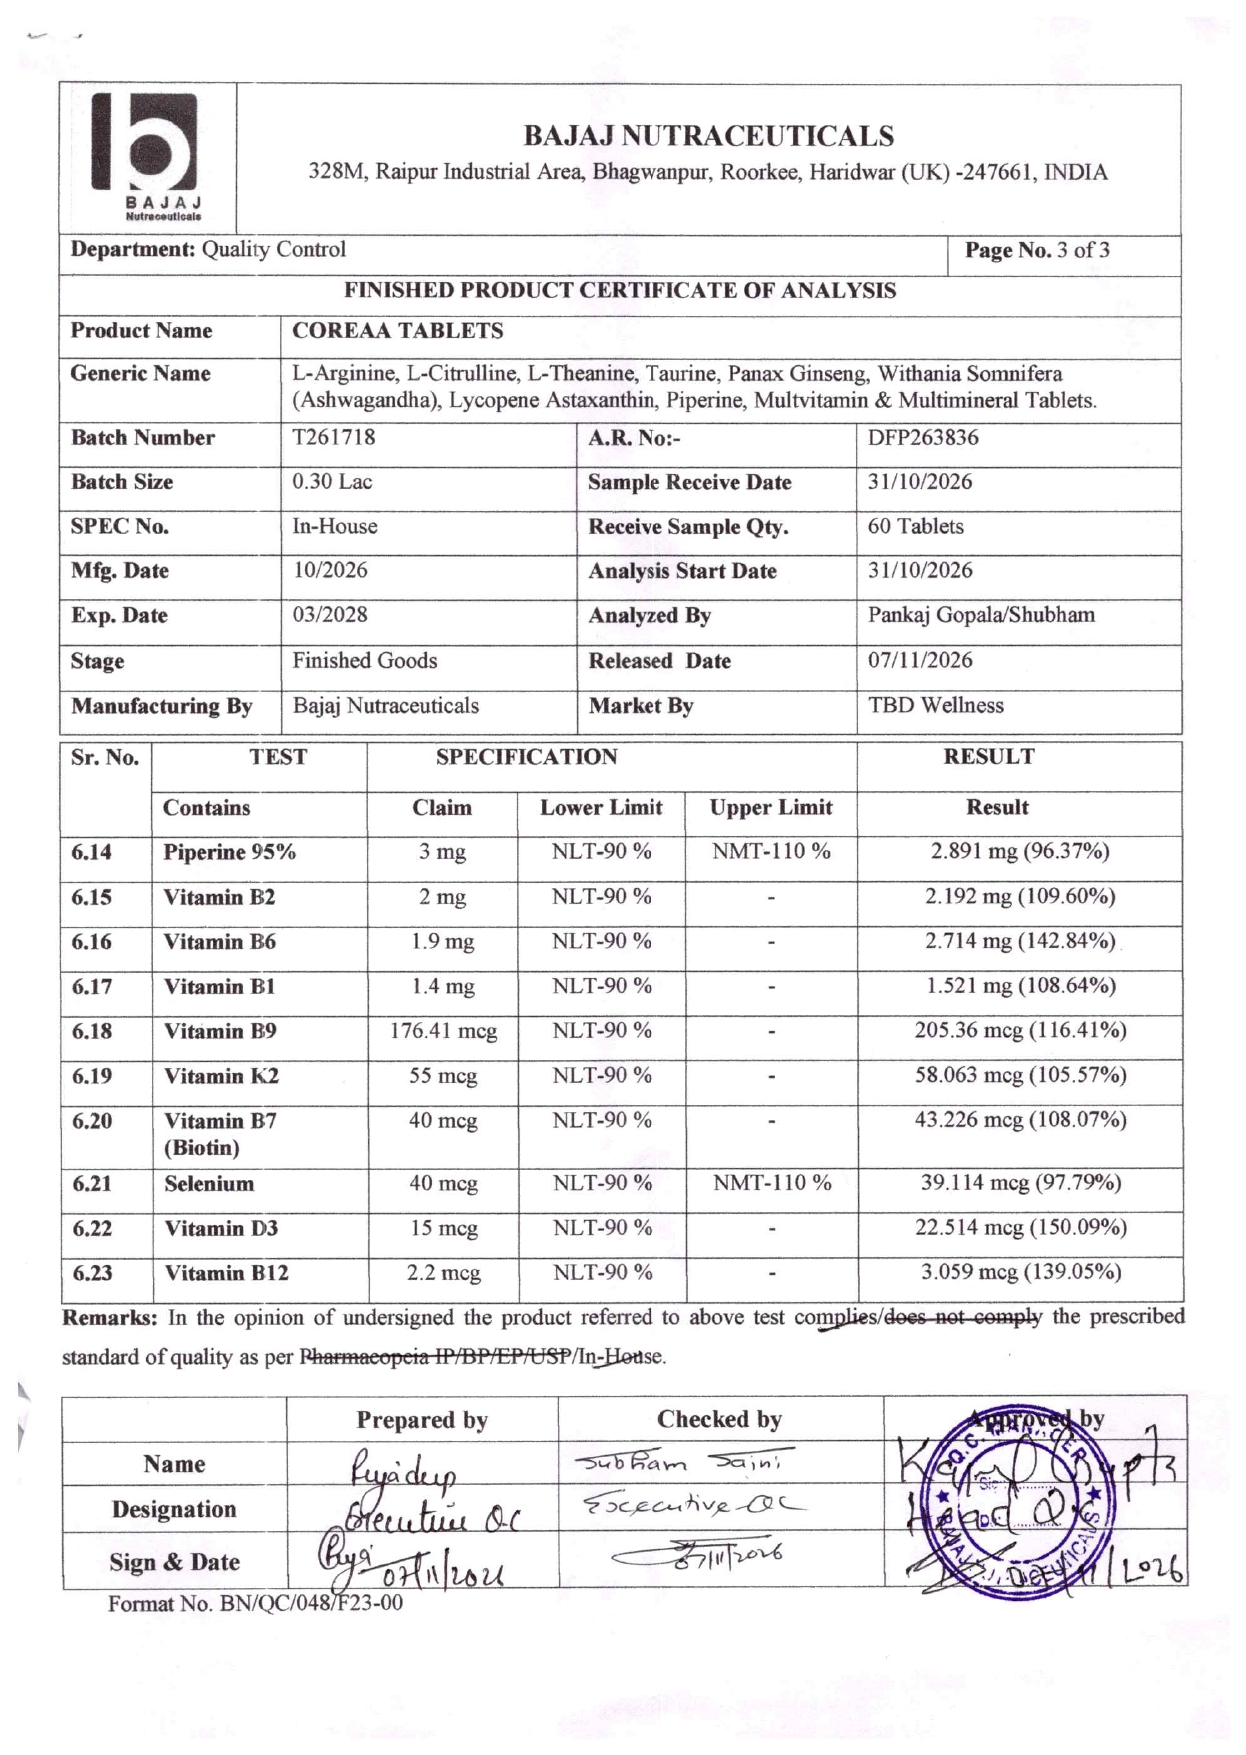 BAJAJ
Nutraceuticals
BAJAJ NUTRACEUTICALS
328M, Raipur Industrial Area, Bhagwanpur, Roorkee, Haridwar (UK) -247661, INDIA
Department: Quality Control Page No. 3 of 3
FINISHED PRODUCT CERTIFICATE OF ANALYSIS
Product Name COREAA TABLETS
Generic Name L-Arginine, L-Citrulline, L-Theanine, Taurine, Panax Ginseng, Withania Somnifera
(Ashwagandha), Lycopene Astaxanthin, Piperine, Multvitamin & Multimineral Tablets.
Batch Number T261718 A.R. No:- DFP263836
Batch Size 0.30 Lac Sample Receive Date 31/10/2026
SPEC No. In-House Receive Sample Qty. 60 Tablets
Mfg. Date 10/2026 Analysis Start Date 31/10/2026
Exp. Date 03/2028 Analyzed By Pankaj Gopala/Shubham
Stage Finished Goods Released Date 07/11/2026
Manufacturing By Bajaj Nutraceuticals Market By TBD Wellness
Sr. No. TEST SPECIFICATION RESULT
Contains Claim Lower Limit Upper Limit Result
6.14 Piperine 95% 3 mg NLT-90 % NMT-110 % 2.891 mg (96.37%)
6.15 Vitamin B2 2 mg NLT-90 % - 2.192 mg (109.60%)
6.16 Vitamin B6 1.9 mg NLT-90 % - 2.714 mg (142.84%)
6.17 Vitamin B1 1.4 mg NLT-90 % - 1.521 mg (108.64%)
6.18 Vitamin B9 176.41 mcg NLT-90 % - 205.36 mcg (116.41%)
6.19 Vitamin K2 55 mcg NLT-90 % - 58.063 mcg (105.57%)
6.20 Vitamin B7 40 mcg NLT-90 % - 43.226 mcg (108.07%)
(Biotin)
6.21 Selenium 40 mcg NLT-90 % NMT-110 % 39.114 mcg (97.79%)
6.22 Vitamin D3 15 mcg NLT-90 % - 22.514 mcg (150.09%)
6.23 Vitamin B12 2.2 mcg NLT-90 % - 3.059 mcg (139.05%)
Remarks: In the opinion of undersigned the product referred to above test complies/does not comply the prescribed
standard of quality as per Pharmacopeia IP/BP/EP/USP/In-House.
Prepared by Checked by Approved by
Name Subham Saini
Designation Executive QC Excecutive-QC Head QC
Sign & Date 07/11/2026 07/11/2026 07/11/2026
Format No. BN/QC/048/F23-00